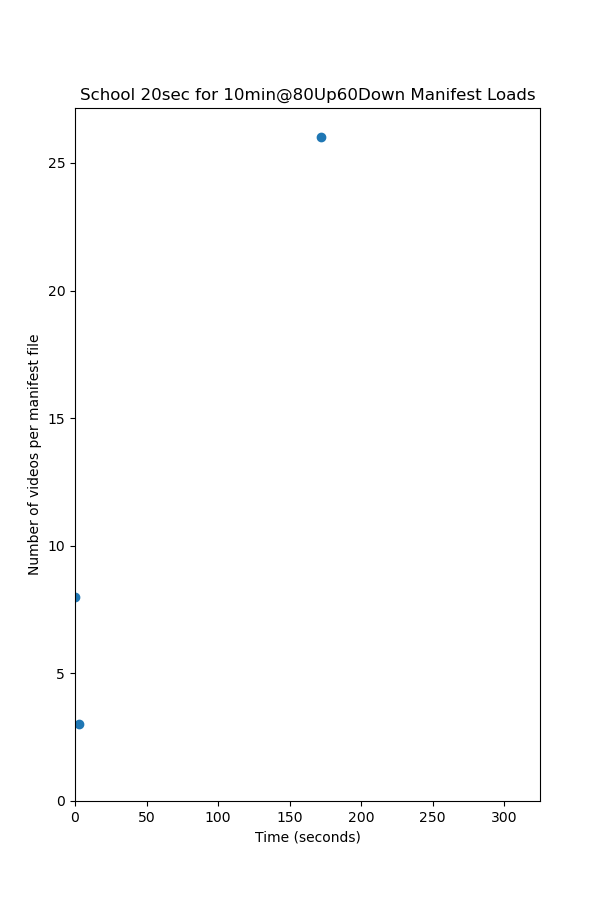 School 20sec for 10min@80Up60Down Manifest Loads
25
20
15
10
5
0
Number of videos per manifest file
0 50 100 150 200 250 300
Time (seconds)